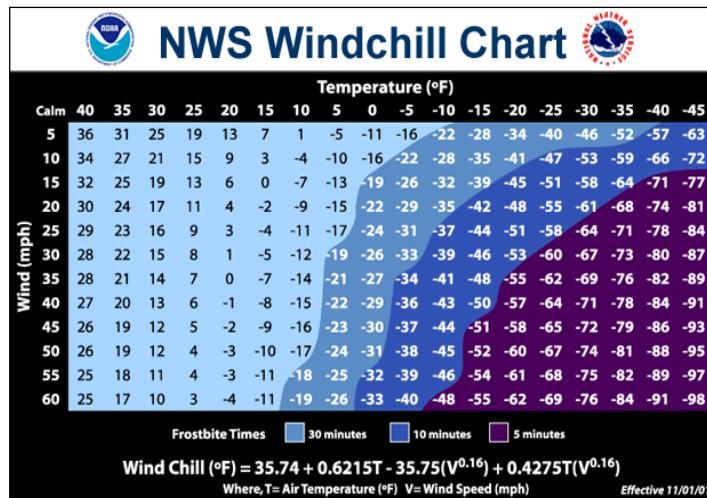 NWS Windchill Chart
Temperature (ºF)
Calm 40 35 30 25 20 15 10 5 0 -5 -10 -15 -20 -25 -30 -35 -40 -45
5 36 31 25 19 13 7 1 -5 -11 -16 -22 -28 -34 -40 -46 -52 -57 -63
10 34 27 21 15 9 3 -4 -10 -16 -22 -28 -35 -41 -47 -53 -59 -66 -72
15 32 25 19 13 6 0 -7 -13 -19 -26 -32 -39 -45 -51 -58 -64 -71 -77
20 30 24 17 11 4 -2 -9 -15 -22 -29 -35 -42 -48 -55 -61 -68 -74 -81
25 29 23 16 9 3 -4 -11 -17 -24 -31 -37 -44 -51 -58 -64 -71 -78 -84
30 28 22 15 8 1 -5 -12 -19 -26 -33 -39 -46 -53 -60 -67 -73 -80 -87
35 28 21 14 7 0 -7 -14 -21 -27 -34 -41 -48 -55 -62 -69 -76 -82 -89
40 27 20 13 6 -1 -8 -15 -22 -29 -36 -43 -50 -57 -64 -71 -78 -84 -91
45 26 19 12 5 -2 -9 -16 -23 -30 -37 -44 -51 -58 -65 -72 -79 -86 -93
50 26 19 12 4 -3 -10 -17 -24 -31 -38 -45 -52 -60 -67 -74 -81 -88 -95
55 25 18 11 4 -3 -11 -18 -25 -32 -39 -46 -54 -61 -68 -75 -82 -89 -97
60 25 17 10 3 -4 -11 -19 -26 -33 -40 -48 -55 -62 -69 -76 -84 -91 -98
Wind (mph)
Frostbite Times 30 minutes 10 minutes 5 minutes
Wind Chill (ºF) = 35.74 + 0.6215T - 35.75(V^0.16) + 0.4275T(V^0.16)
Where, T= Air Temperature (ºF) V= Wind Speed (mph)
Effective 11/01/01
NOAA